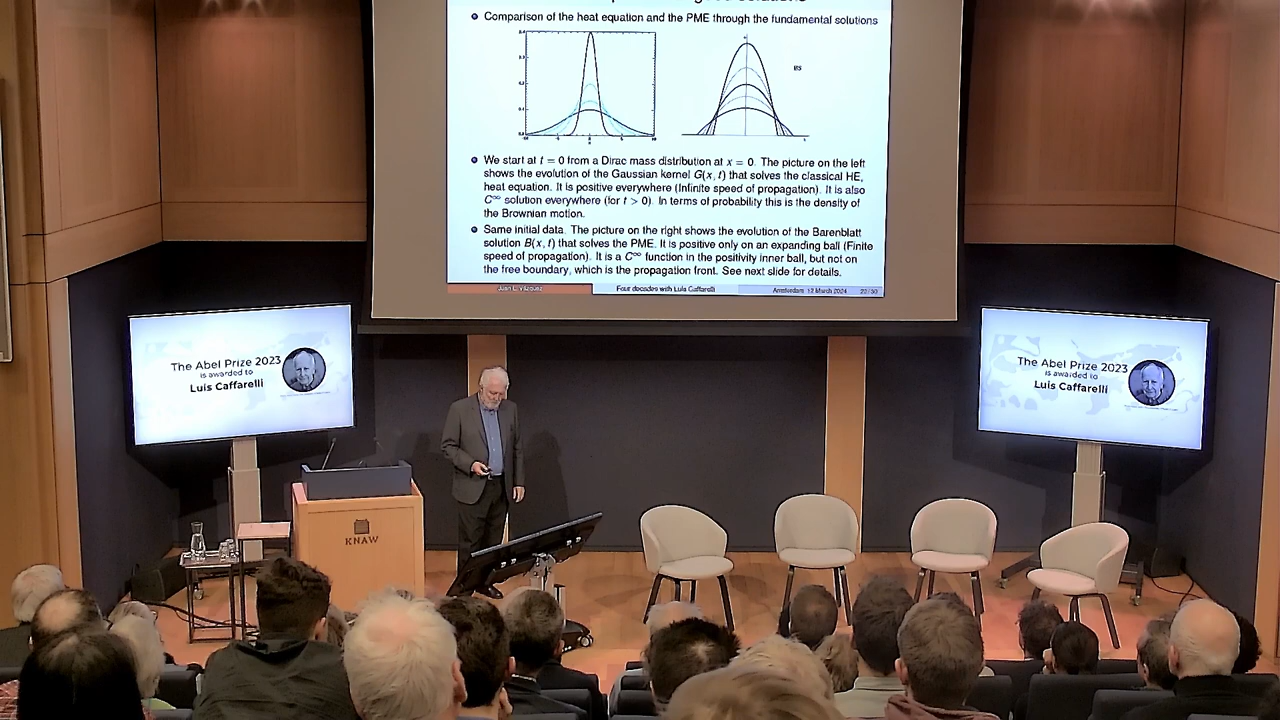 Comparison of the heat equation and the PME through the fundamental solutions
BS
We start at t = 0 from a Dirac mass distribution at x = 0. The picture on the left
shows the evolution of the Gaussian kernel G(x, t) that solves the classical HE,
heat equation. It is positive everywhere (Infinite speed of propagation). It is also
C∞ solution everywhere (for t > 0). In terms of probability this is the density of
the Brownian motion.
Same initial data. The picture on the right shows the evolution of the Barenblatt
solution B(x, t) that solves the PME. It is positive only on an expanding ball (Finite
speed of propagation). It is a C∞ function in the positivity inner ball, but not on
the free boundary, which is the propagation front. See next slide for details.
Juan L. Vázquez Four decades with Luis Caffarelli Amsterdam 12 March 2024
The Abel Prize 2023
is awarded to
Luis Caffarelli
The Abel Prize 2023
is awarded to
Luis Caffarelli
KNAW